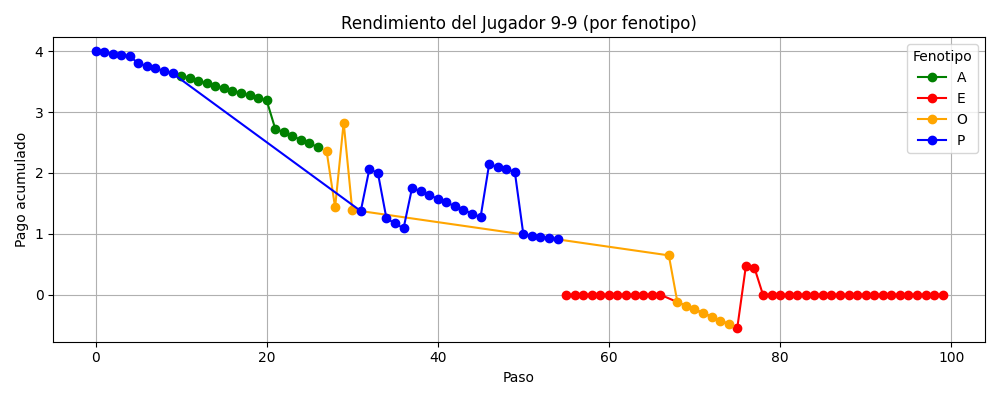 Rendimiento del Jugador 9-9 (por fenotipo)
Pago acumulado
4
3
2
1
0
Fenotipo
A
E
O
P
0 20 40 60 80 100
Paso